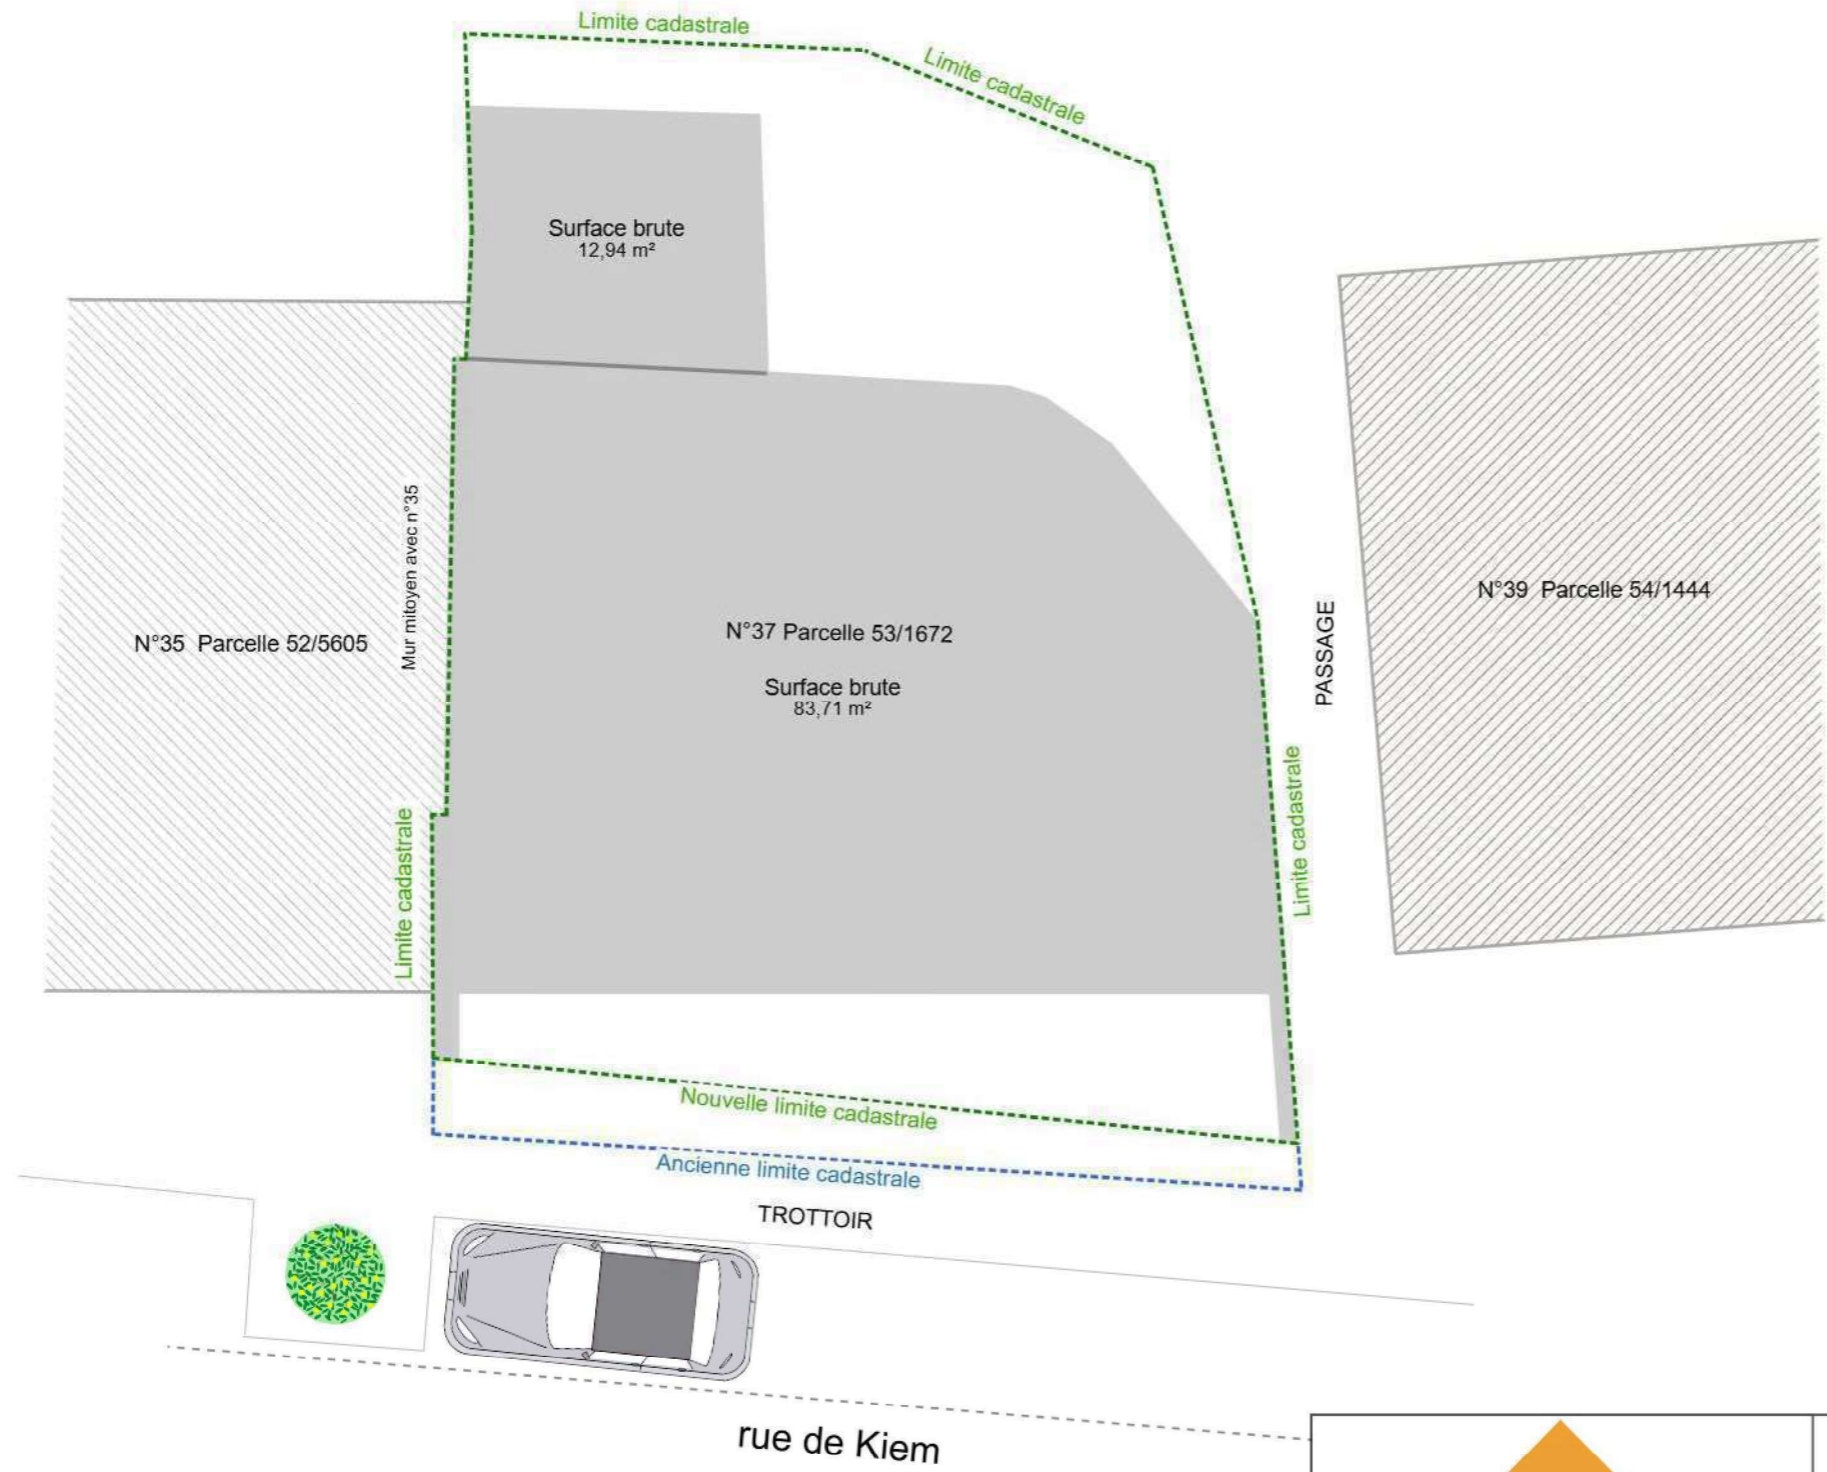 Limite cadastrale
Limite cadastrale
Surface brute
12,94 m²
Mur mitoyen avec n°35
N°35 Parcelle 52/5605
N°37 Parcelle 53/1672
Surface brute
83,71 m²
PASSAGE
N°39 Parcelle 54/1444
Limite cadastrale
Limite cadastrale
Nouvelle limite cadastrale
Ancienne limite cadastrale
TROTTOIR
rue de Kiem